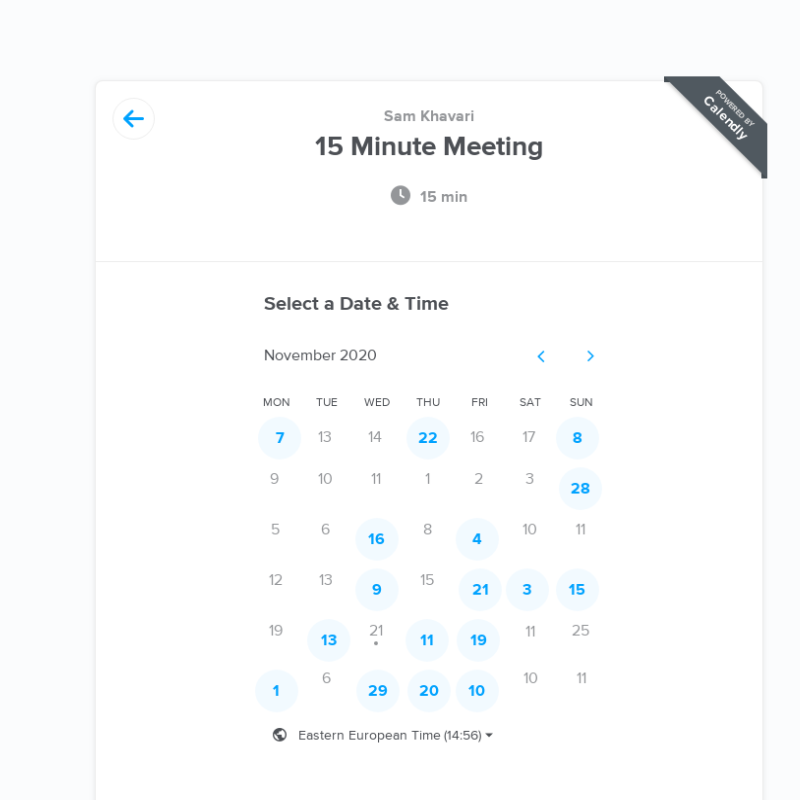 POWERED BY
Calendly
Sam Khavari
15 Minute Meeting
15 min
Select a Date & Time
November 2020
MON TUE WED THU FRI SAT SUN
7 13 14 22 16 17 8
9 10 11 1 2 3 28
5 6 16 8 4 10 11
12 13 9 15 21 3 15
19 13 21 11 19 11 25
1 6 29 20 10 10 11
Eastern European Time (14:56)